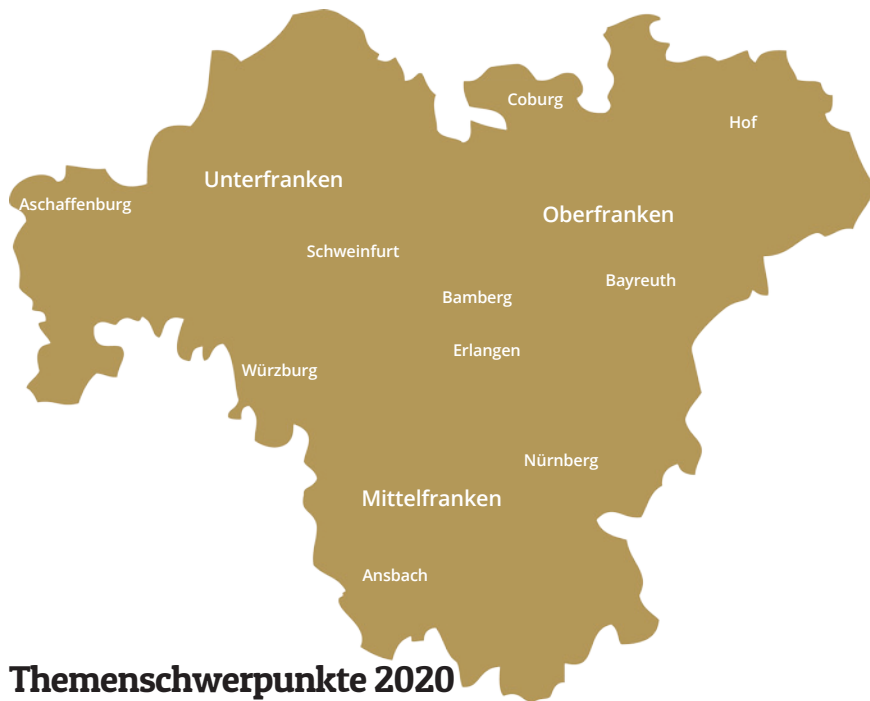 Coburg
Hof
Unterfranken
Aschaffenburg
Oberfranken
Schweinfurt
Bayreuth
Bamberg
Erlangen
Würzburg
Nürnberg
Mittelfranken
Ansbach
Themenschwerpunkte 2020